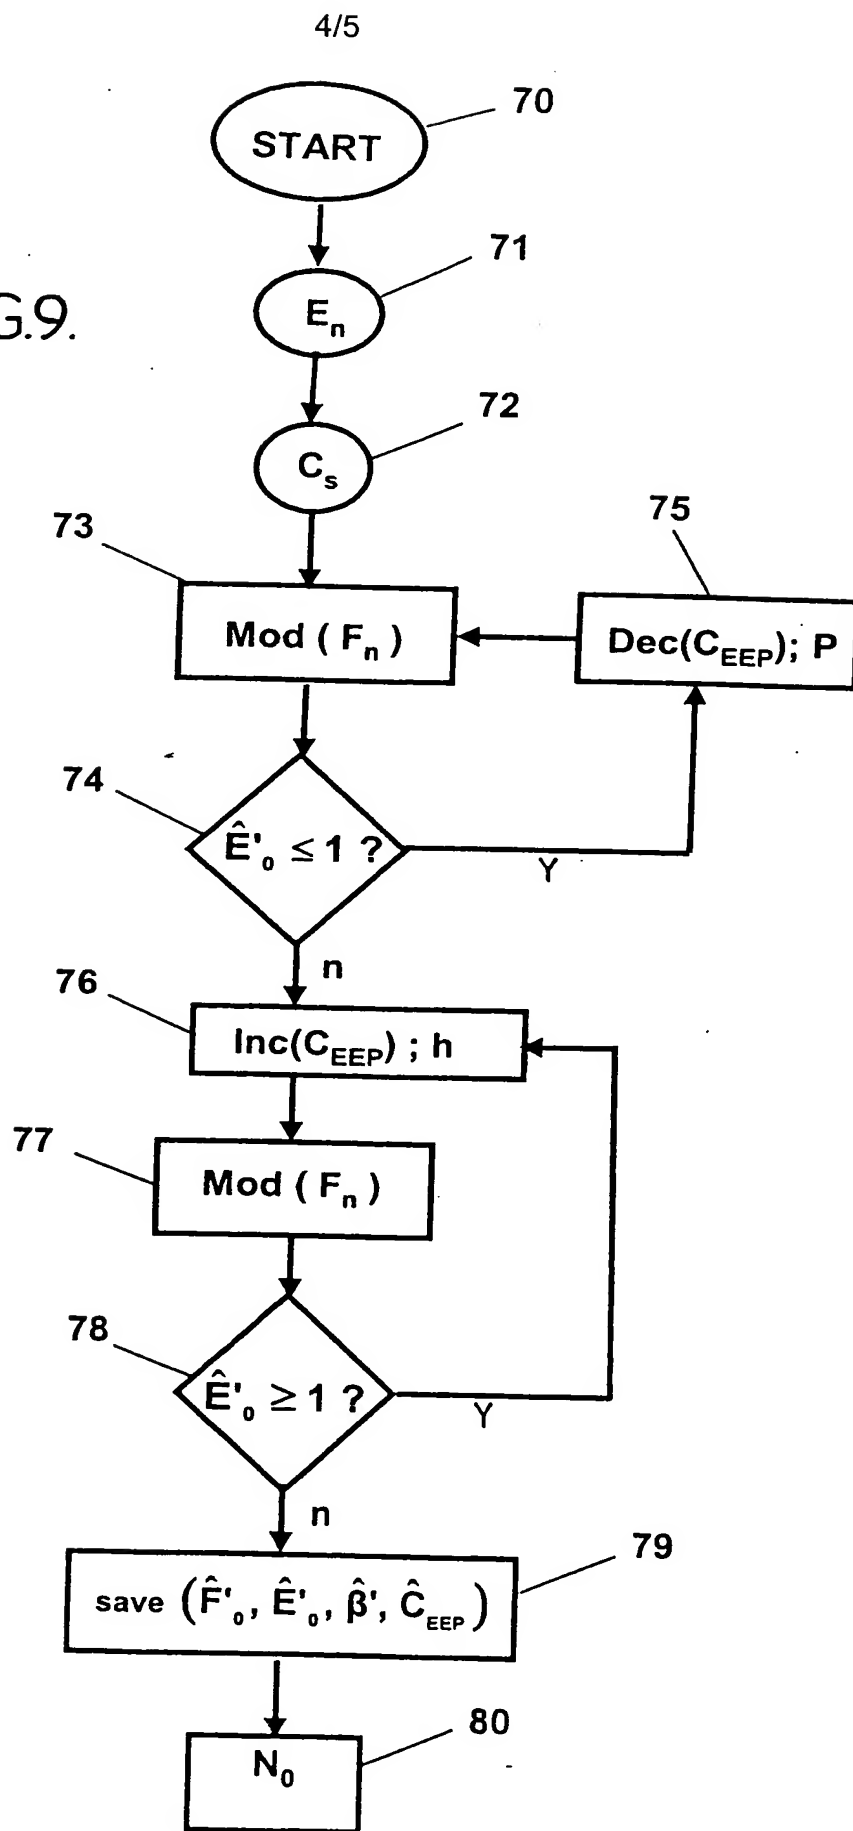 4/5
70
START
71
Eₙ
G.9.
72
Cₛ
73
75
Mod ( Fₙ )
Dec(C_EEP); P
74
Ê'₀ ≤ 1 ?
Y
n
76
Inc(C_EEP) ; h
77
Mod ( Fₙ )
78
Ê'₀ ≥ 1 ?
Y
n
79
save (F̂'₀, Ê'₀, β̂', Ĉ_EEP)
80
N₀